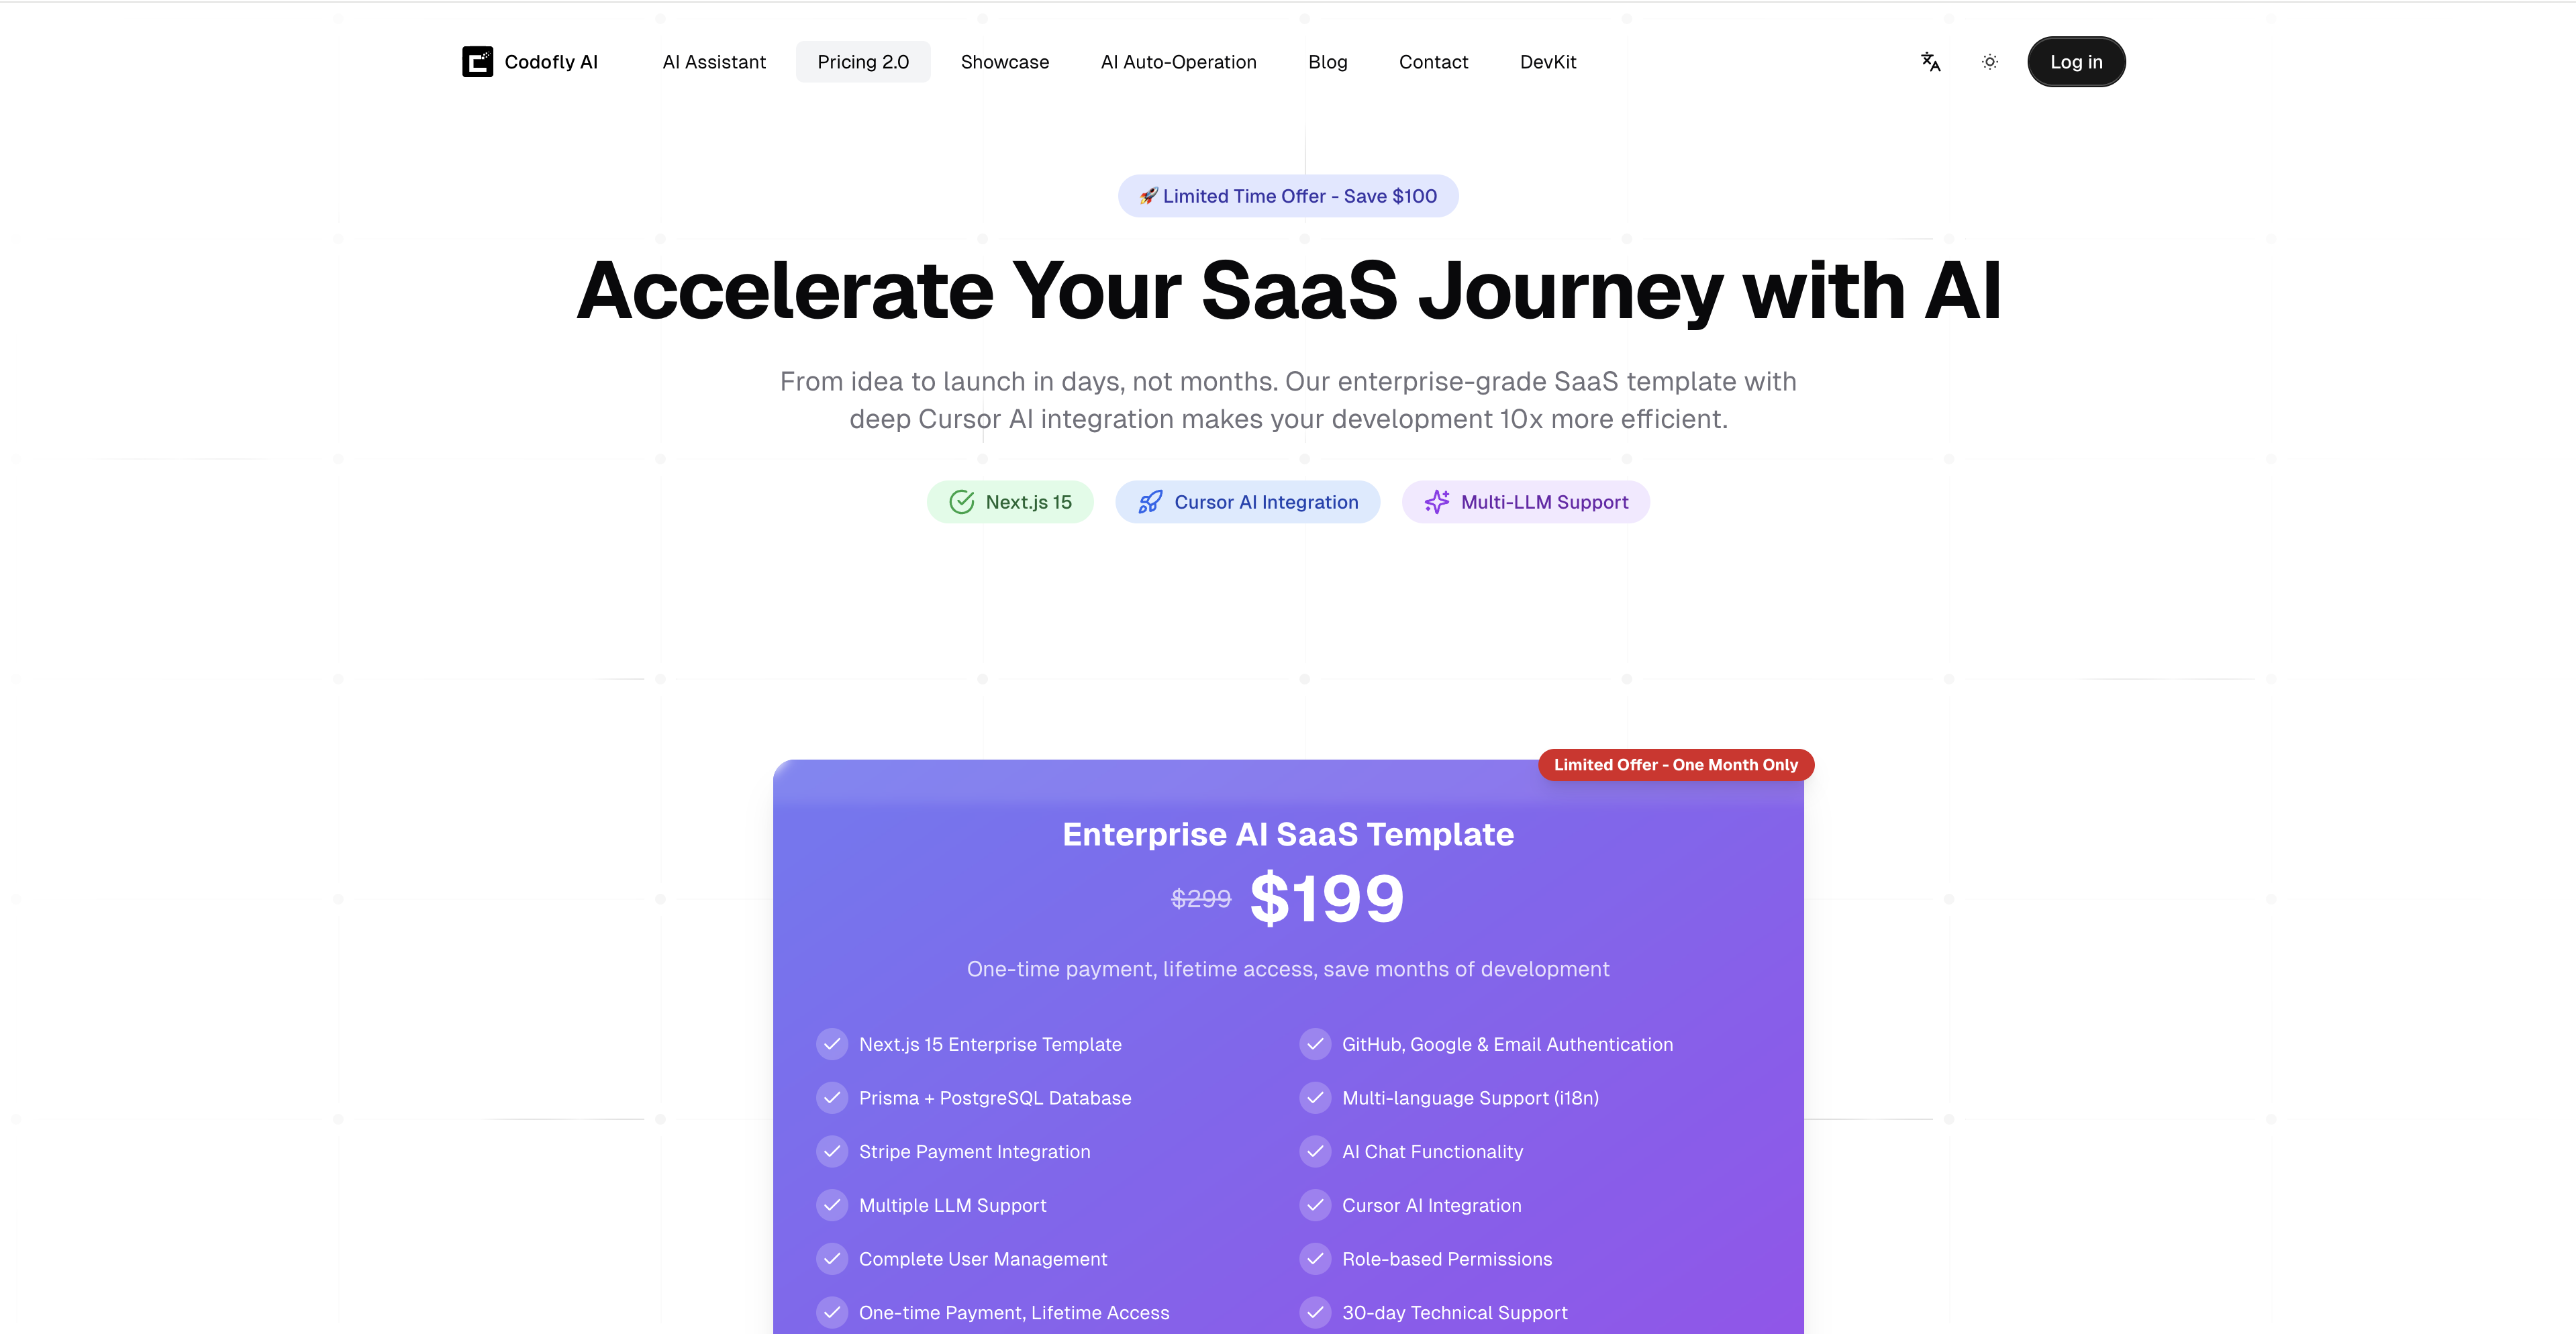 Codofly AI
AI Assistant
Pricing 2.0
Showcase
AI Auto-Operation
Blog
Contact
DevKit
Log in
🚀 Limited Time Offer - Save $100
Accelerate Your SaaS Journey with AI
From idea to launch in days, not months. Our enterprise-grade SaaS template with
deep Cursor AI integration makes your development 10x more efficient.
Next.js 15
Cursor AI Integration
Multi-LLM Support
Limited Offer - One Month Only
Enterprise AI SaaS Template
$299 $199
One-time payment, lifetime access, save months of development
Next.js 15 Enterprise Template
GitHub, Google & Email Authentication
Prisma + PostgreSQL Database
Multi-language Support (i18n)
Stripe Payment Integration
AI Chat Functionality
Multiple LLM Support
Cursor AI Integration
Complete User Management
Role-based Permissions
One-time Payment, Lifetime Access
30-day Technical Support